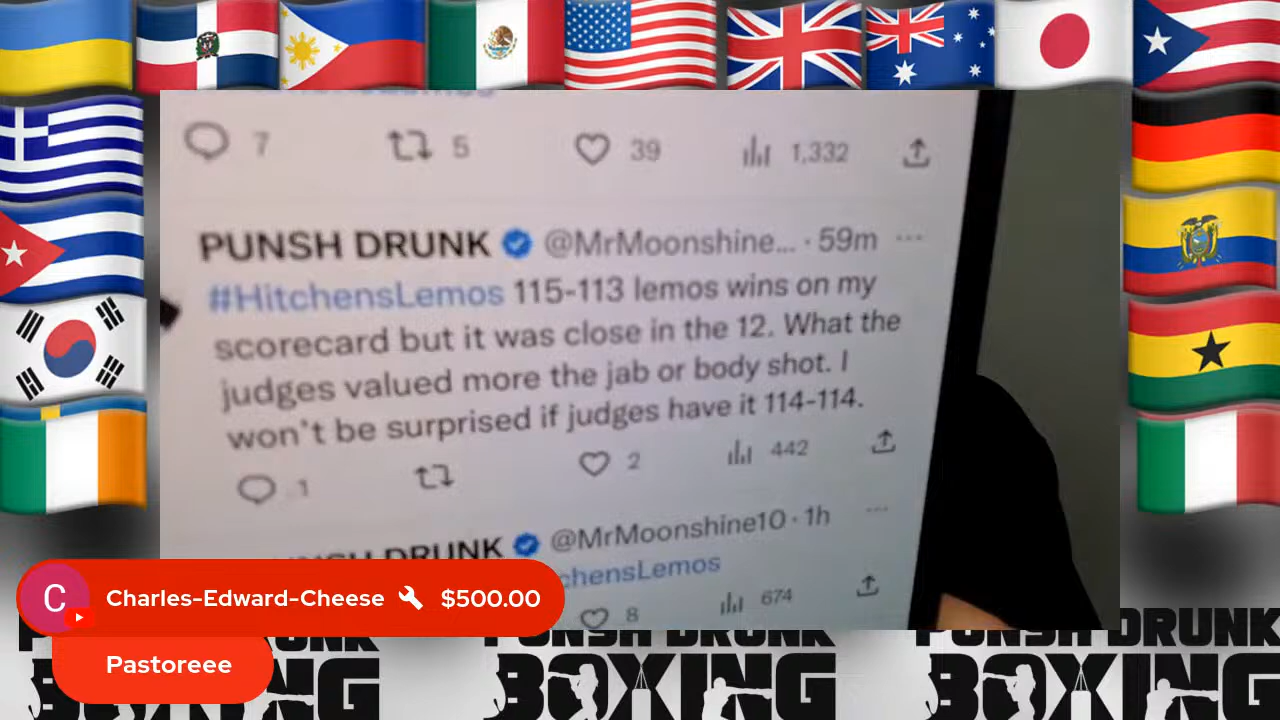 7 5 39 1,332
PUNSH DRUNK @MrMoonshine... · 59m ...
#HitchensLemos 115-113 lemos wins on my
scorecard but it was close in the 12. What the
judges valued more the jab or body shot. I
won't be surprised if judges have it 114-114.
1 2 442
DRUNK @MrMoonshine10 · 1h ...
chensLemos
8 674
C Charles-Edward-Cheese $500.00
Pastoreee
PUNSH DRUNK PUNSH DRUNK
BOXING BOXING